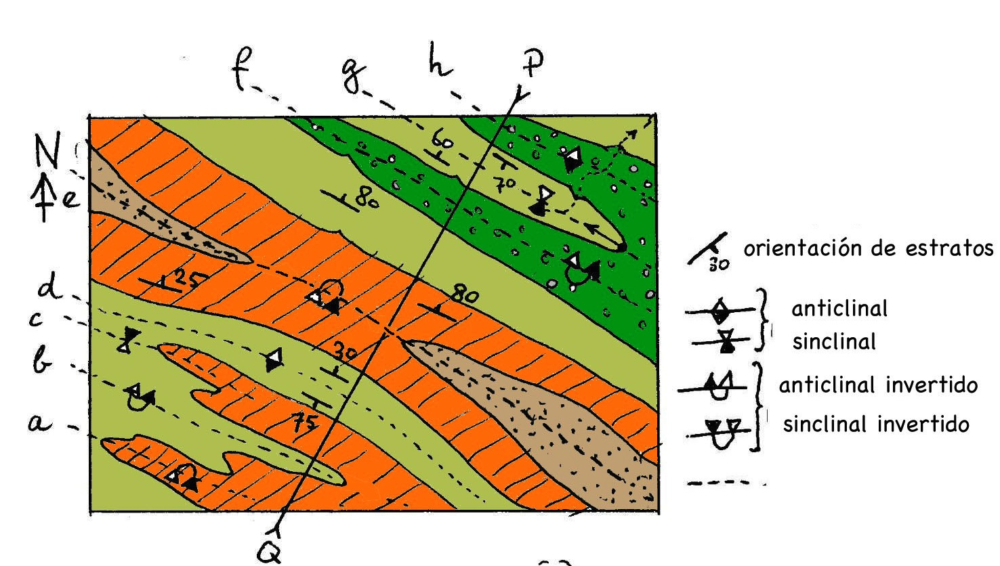 f g h P
N
e
60
70
80
25
80
d
c
b
30
75
a
Q
30 orientación de estratos
anticlinal
sinclinal
anticlinal invertido
sinclinal invertido